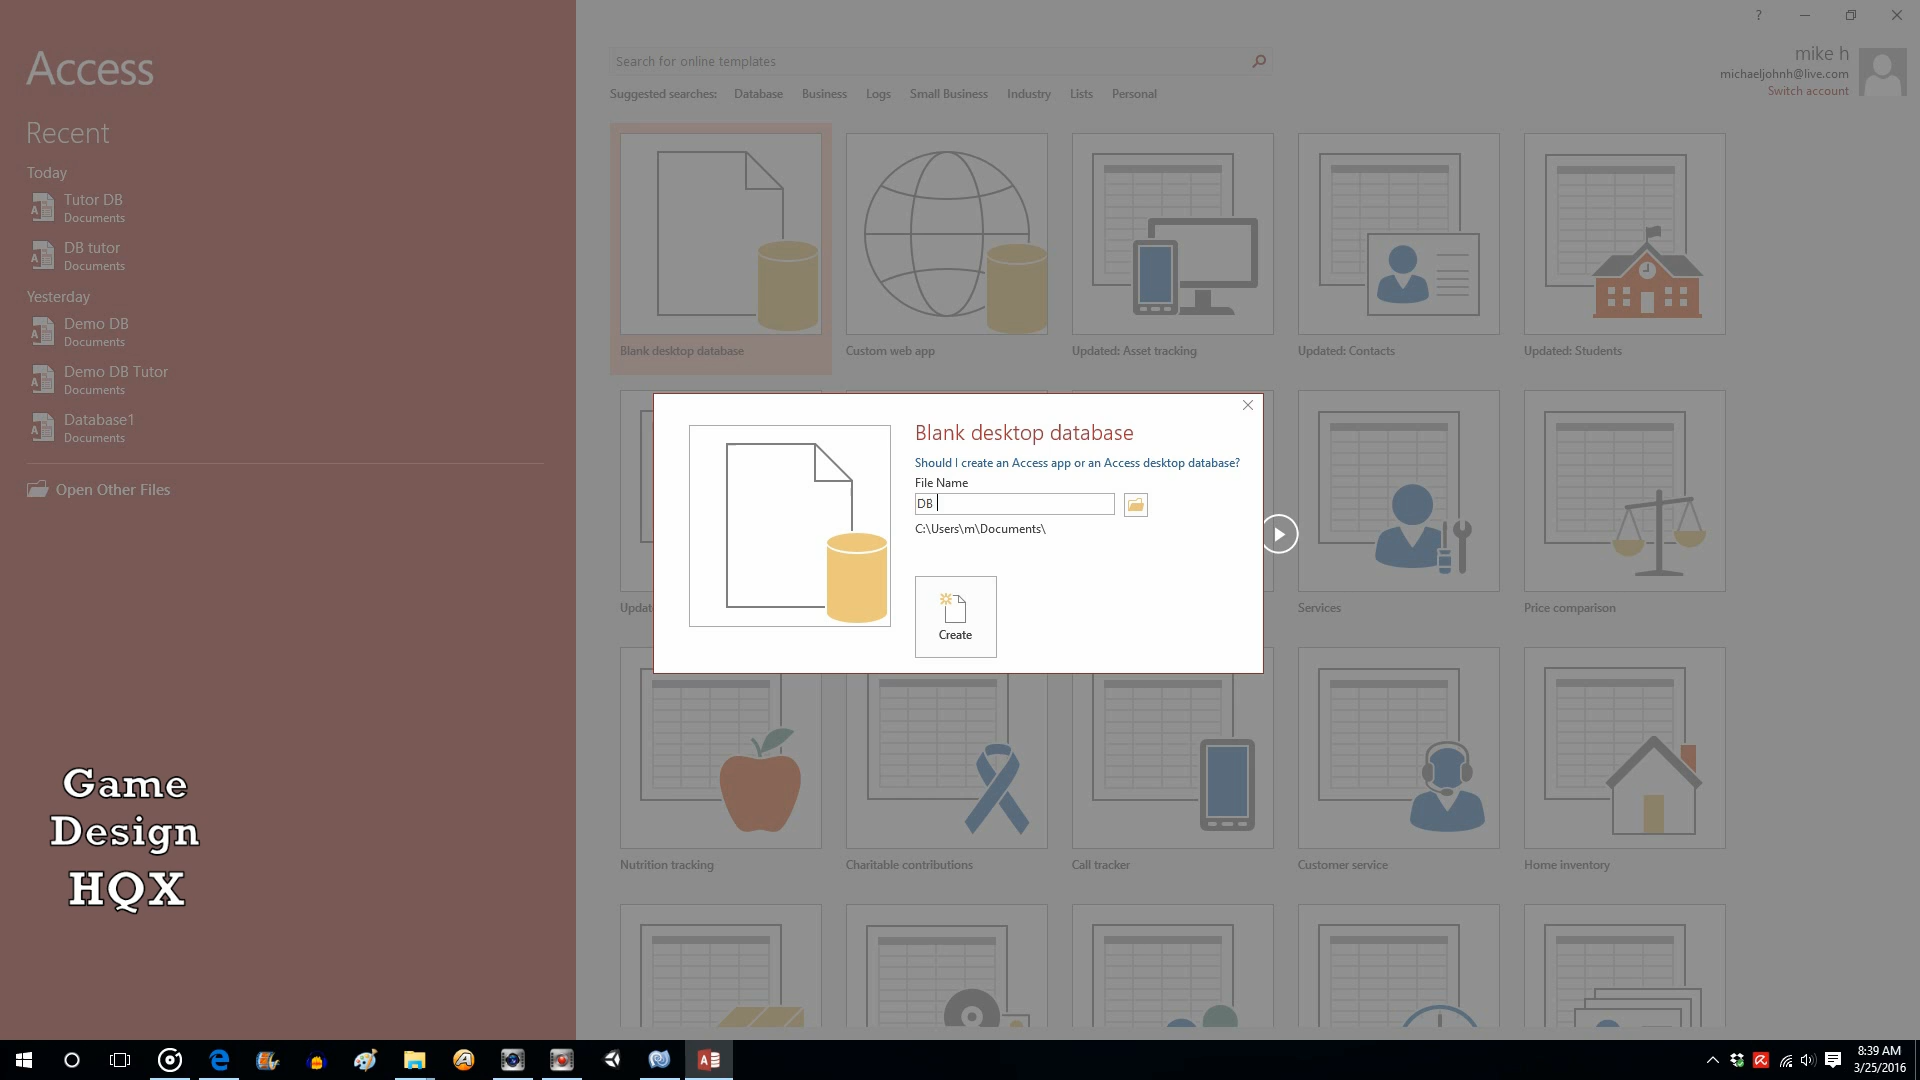 ?
Access
Search for online templates
mike h
michaeljohnh@live.com
Switch account
Suggested searches: Database Business Logs Small Business Industry Lists Personal
Recent
Today
Tutor DB
Documents
DB tutor
Documents
Yesterday
Demo DB
Documents
Demo DB Tutor
Documents
Database1
Documents
Open Other Files
Blank desktop database
Custom web app
Updated: Asset tracking
Updated: Contacts
Updated: Students
Blank desktop database
Should I create an Access app or an Access desktop database?
File Name
DB
C:\Users\m\Documents\
Create
Services
Price comparison
Nutrition tracking
Charitable contributions
Call tracker
Customer service
Home inventory
Game
Design
HQX
8:39 AM
3/25/2016